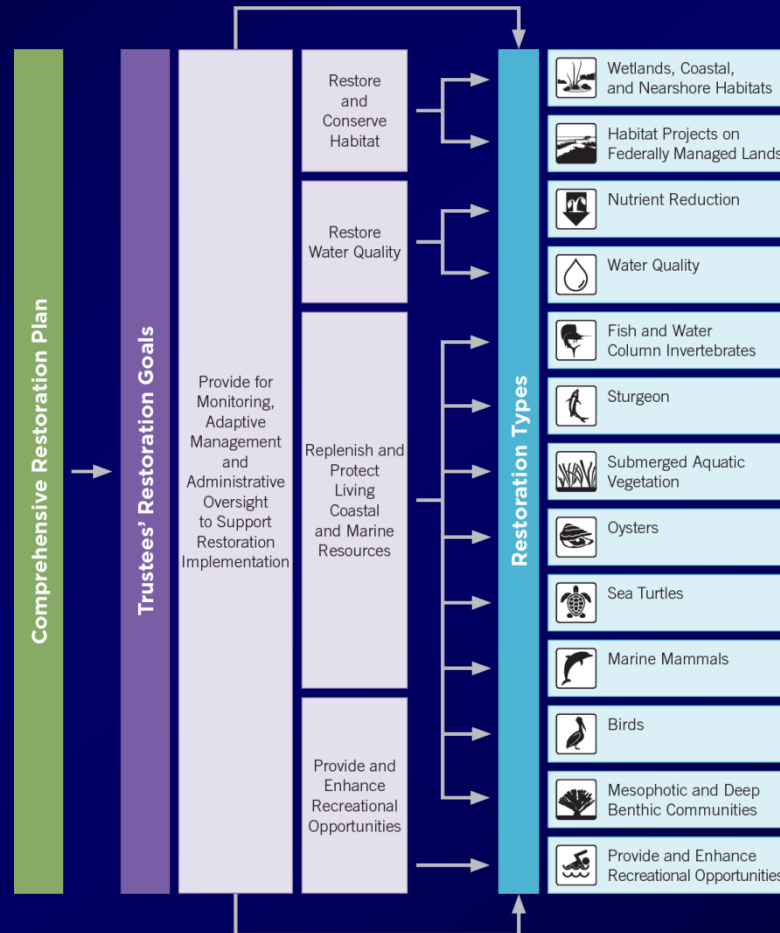 Comprehensive Restoration Plan
Trustees' Restoration Goals
Provide for
Monitoring,
Adaptive
Management
and
Administrative
Oversight
to Support
Restoration
Implementation
Restore
and
Conserve
Habitat
Restore
Water Quality
Replenish and
Protect
Living
Coastal
and Marine
Resources
Provide and
Enhance
Recreational
Opportunities
Restoration Types
Wetlands, Coastal,
and Nearshore Habitats
Habitat Projects on
Federally Managed Lands
Nutrient Reduction
Water Quality
Fish and Water
Column Invertebrates
Sturgeon
Submerged Aquatic
Vegetation
Oysters
Sea Turtles
Marine Mammals
Birds
Mesophotic and Deep
Benthic Communities
Provide and Enhance
Recreational Opportunities